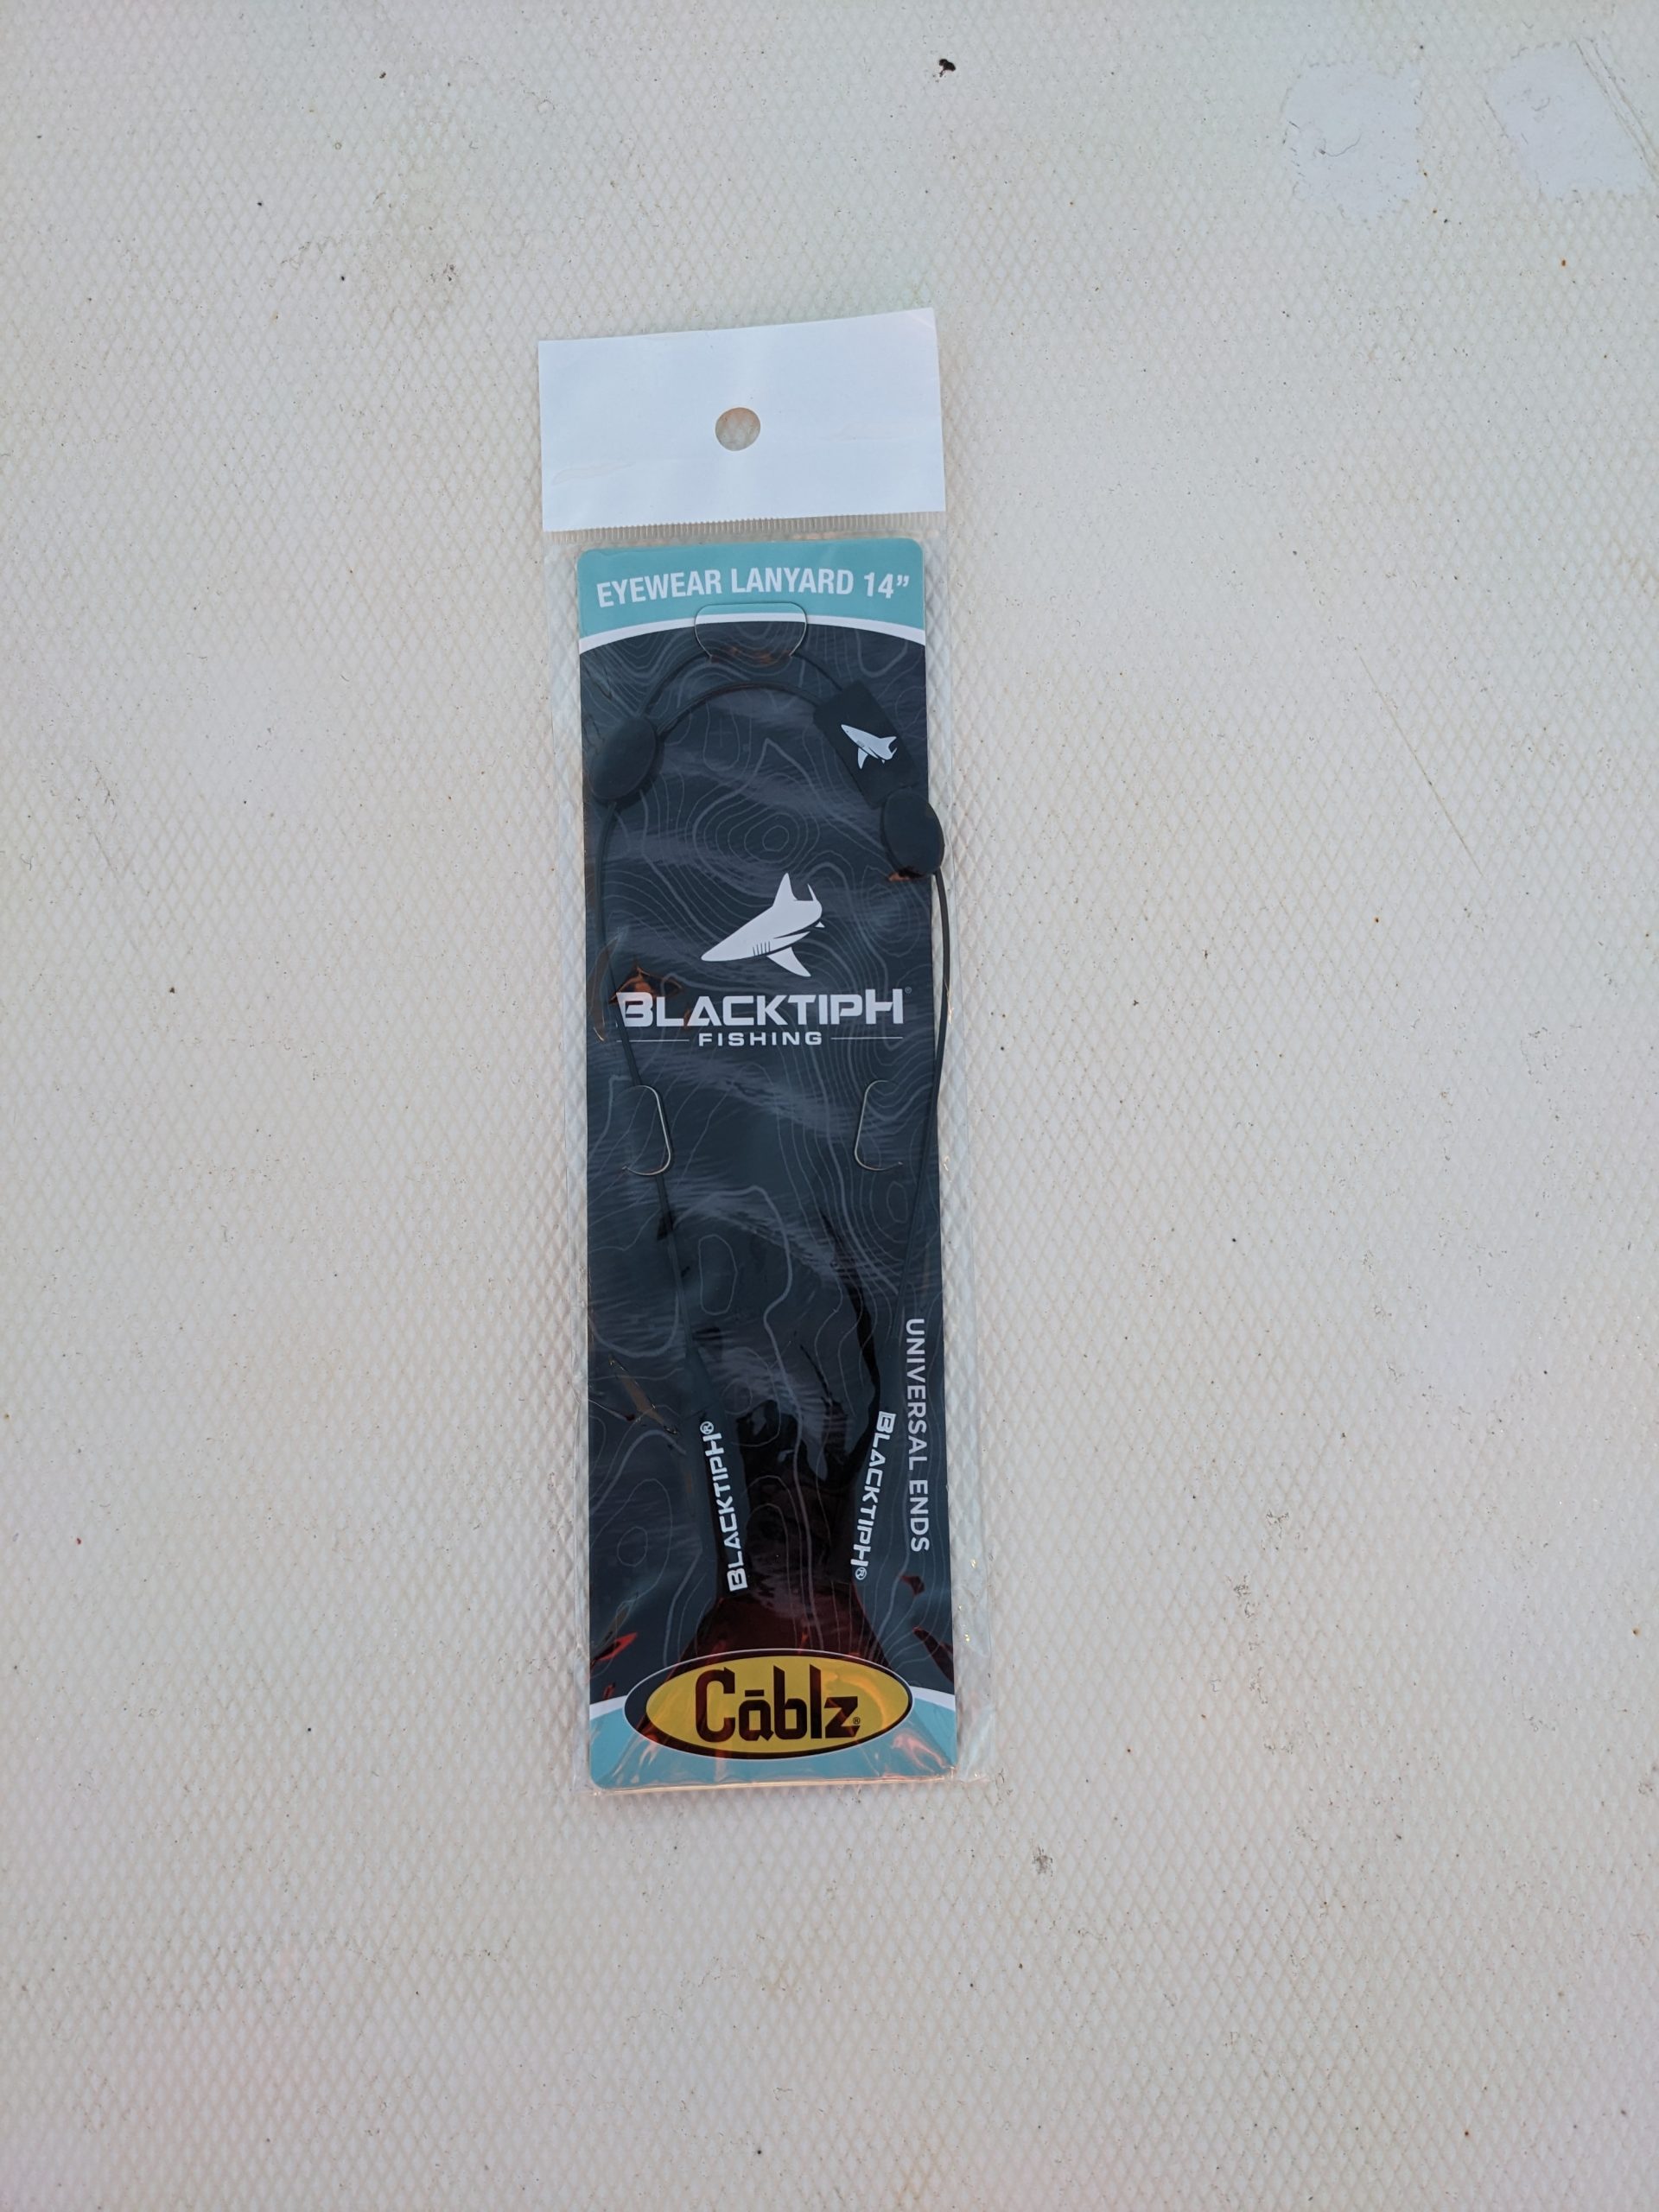 EYEWEAR LANYARD 14”
BLACKTIPH®
FISHING
UNIVERSAL ENDS
BLACKTIPH®
BLACKTIPH®
Cāblz®